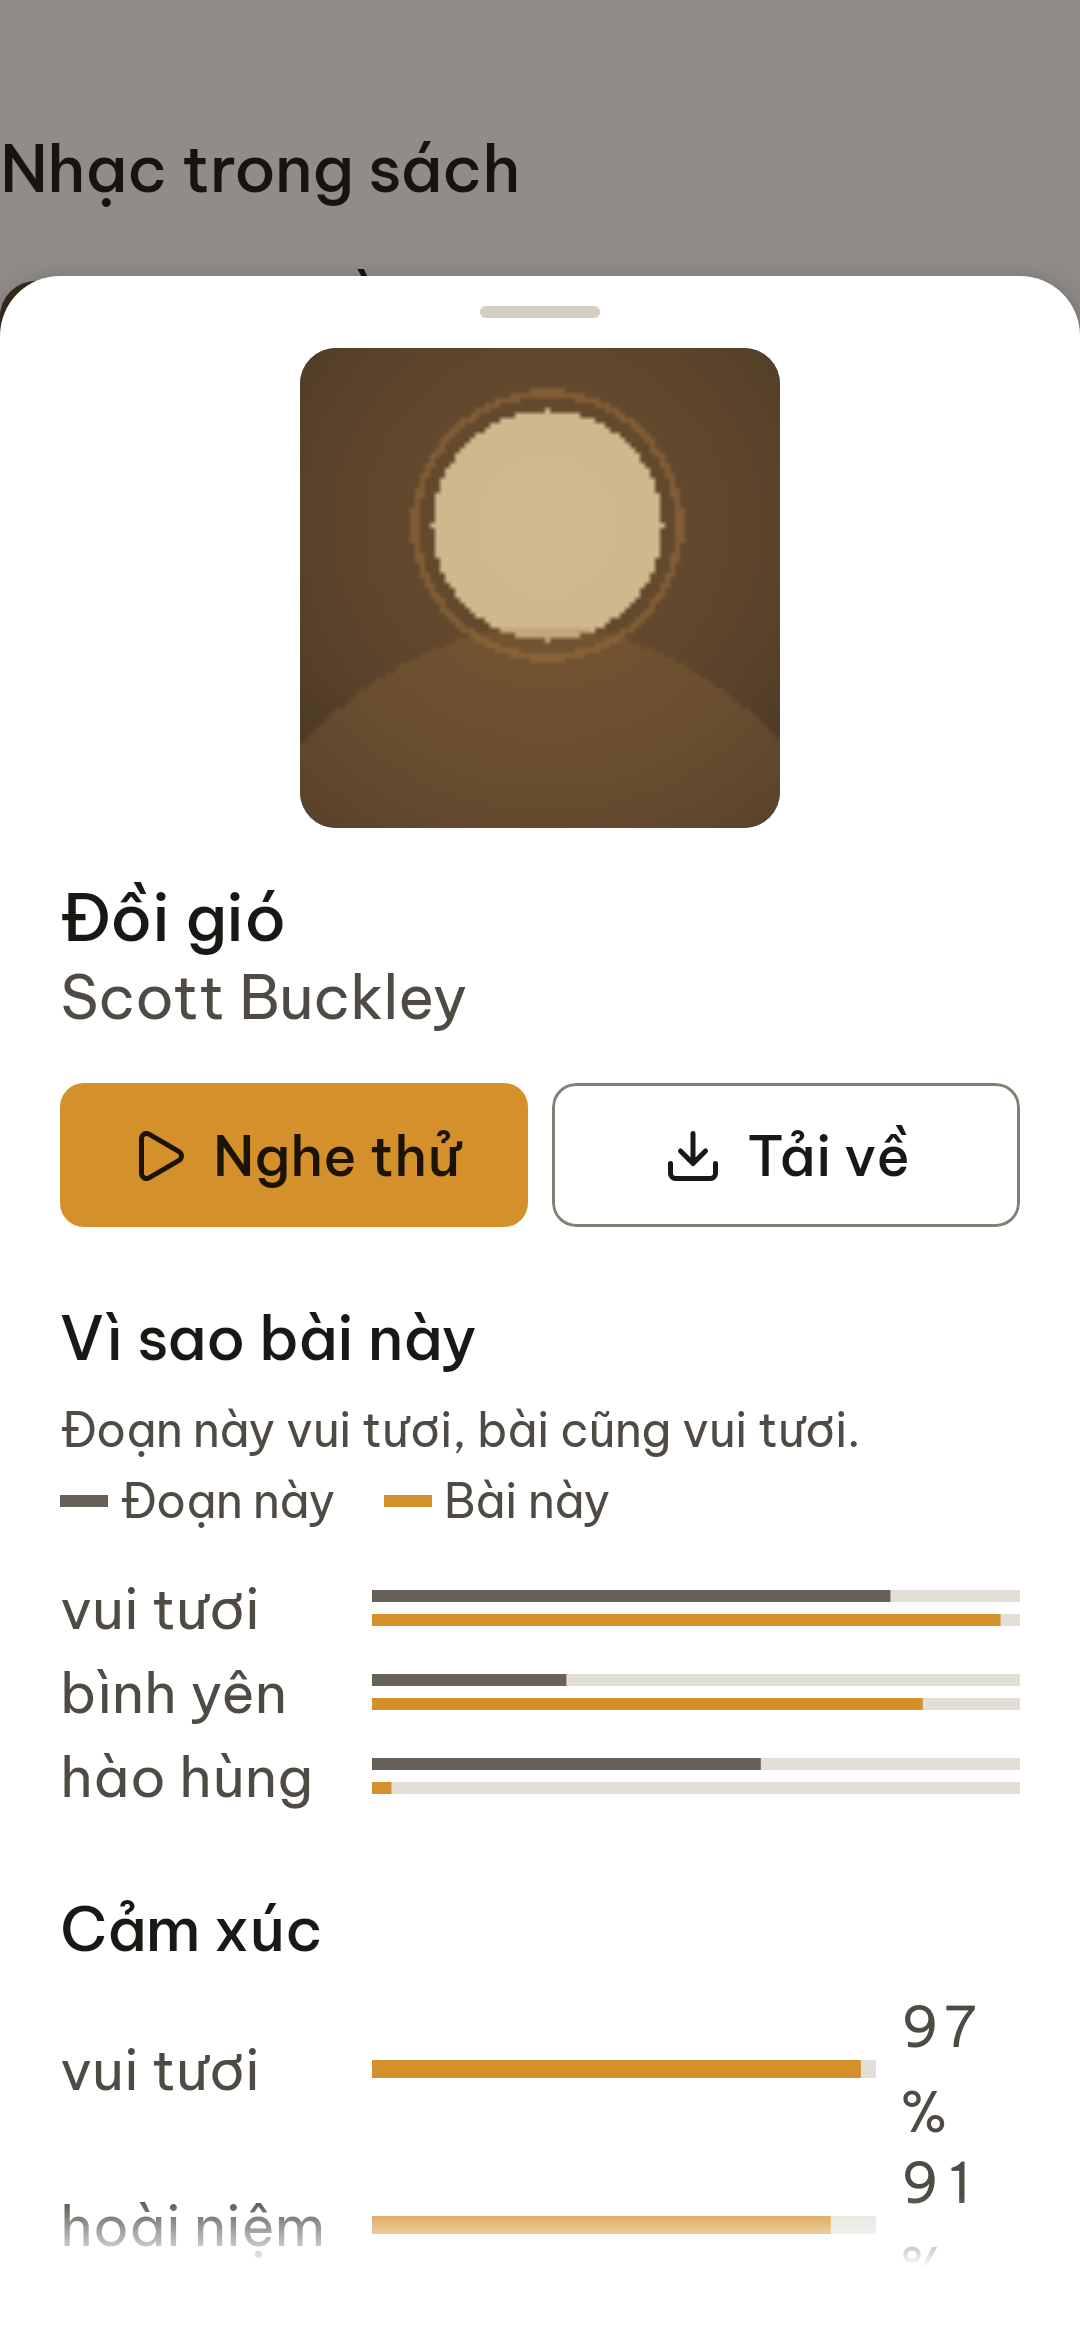 Nhạc trong sách
Đồi gió
Scott Buckley
Nghe thử
Tải về
Vì sao bài này
Đoạn này vui tươi, bài cũng vui tươi.
Đoạn này Bài này
vui tươi
bình yên
hào hùng
Cảm xúc
vui tươi 97
%
hoài niệm 91
%